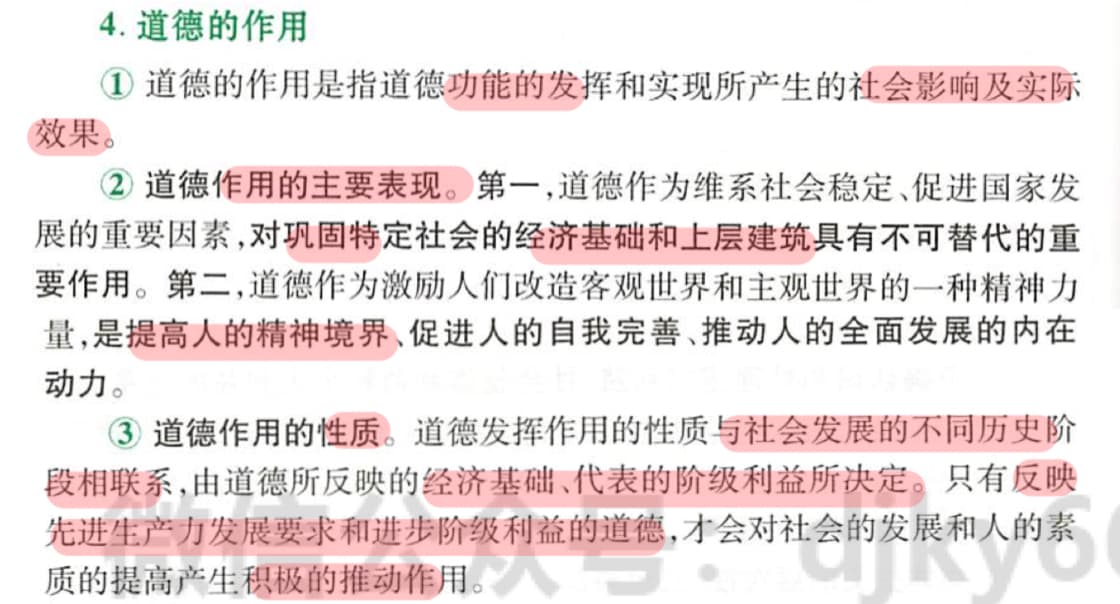 4. 道德的作用
① 道德的作用是指道德功能的发挥和实现所产生的社会影响及实际
效果。
② 道德作用的主要表现。第一,道德作为维系社会稳定、促进国家发
展的重要因素,对巩固特定社会的经济基础和上层建筑具有不可替代的重
要作用。第二,道德作为激励人们改造客观世界和主观世界的一种精神力
量,是提高人的精神境界、促进人的自我完善、推动人的全面发展的内在
动力。
③ 道德作用的性质。道德发挥作用的性质与社会发展的不同历史阶
段相联系,由道德所反映的经济基础、代表的阶级利益所决定。只有反映
先进生产力发展要求和进步阶级利益的道德,才会对社会的发展和人的素
质的提高产生积极的推动作用。
微信公众号: djky66